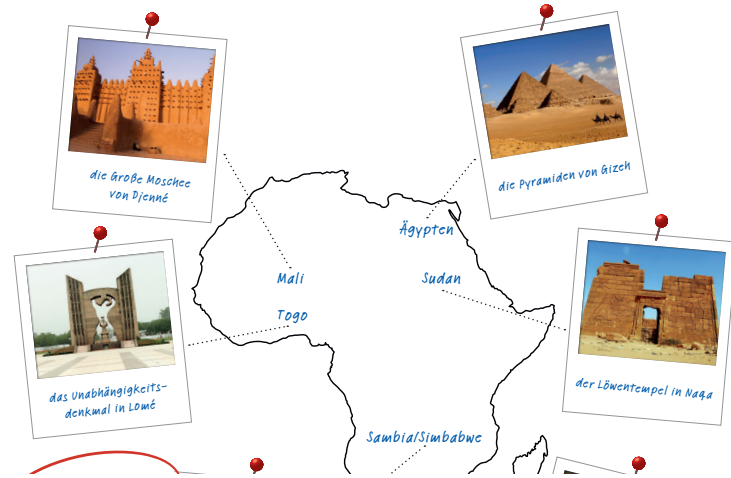 die Große Moschee
von Djenné
die Pyramiden von Gizeh
Ägypten
Mali
Sudan
Togo
das Unabhängigkeits-
denkmal in Lomé
der Löwentempel in Naqa
Sambia/Simbabwe